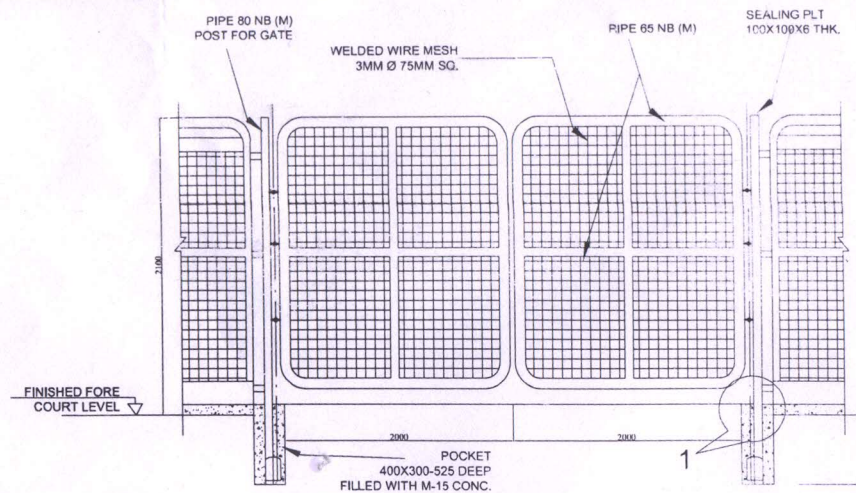 PIPE 80 NB (M)
POST FOR GATE
WELDED WIRE MESH
3MM Ø 75MM SQ.
PIPE 65 NB (M)
SEALING PLT
100X100X6 THK.
2100
FINISHED FORE
COURT LEVEL
2000
2000
1
POCKET
400X300-525 DEEP
FILLED WITH M-15 CONC.